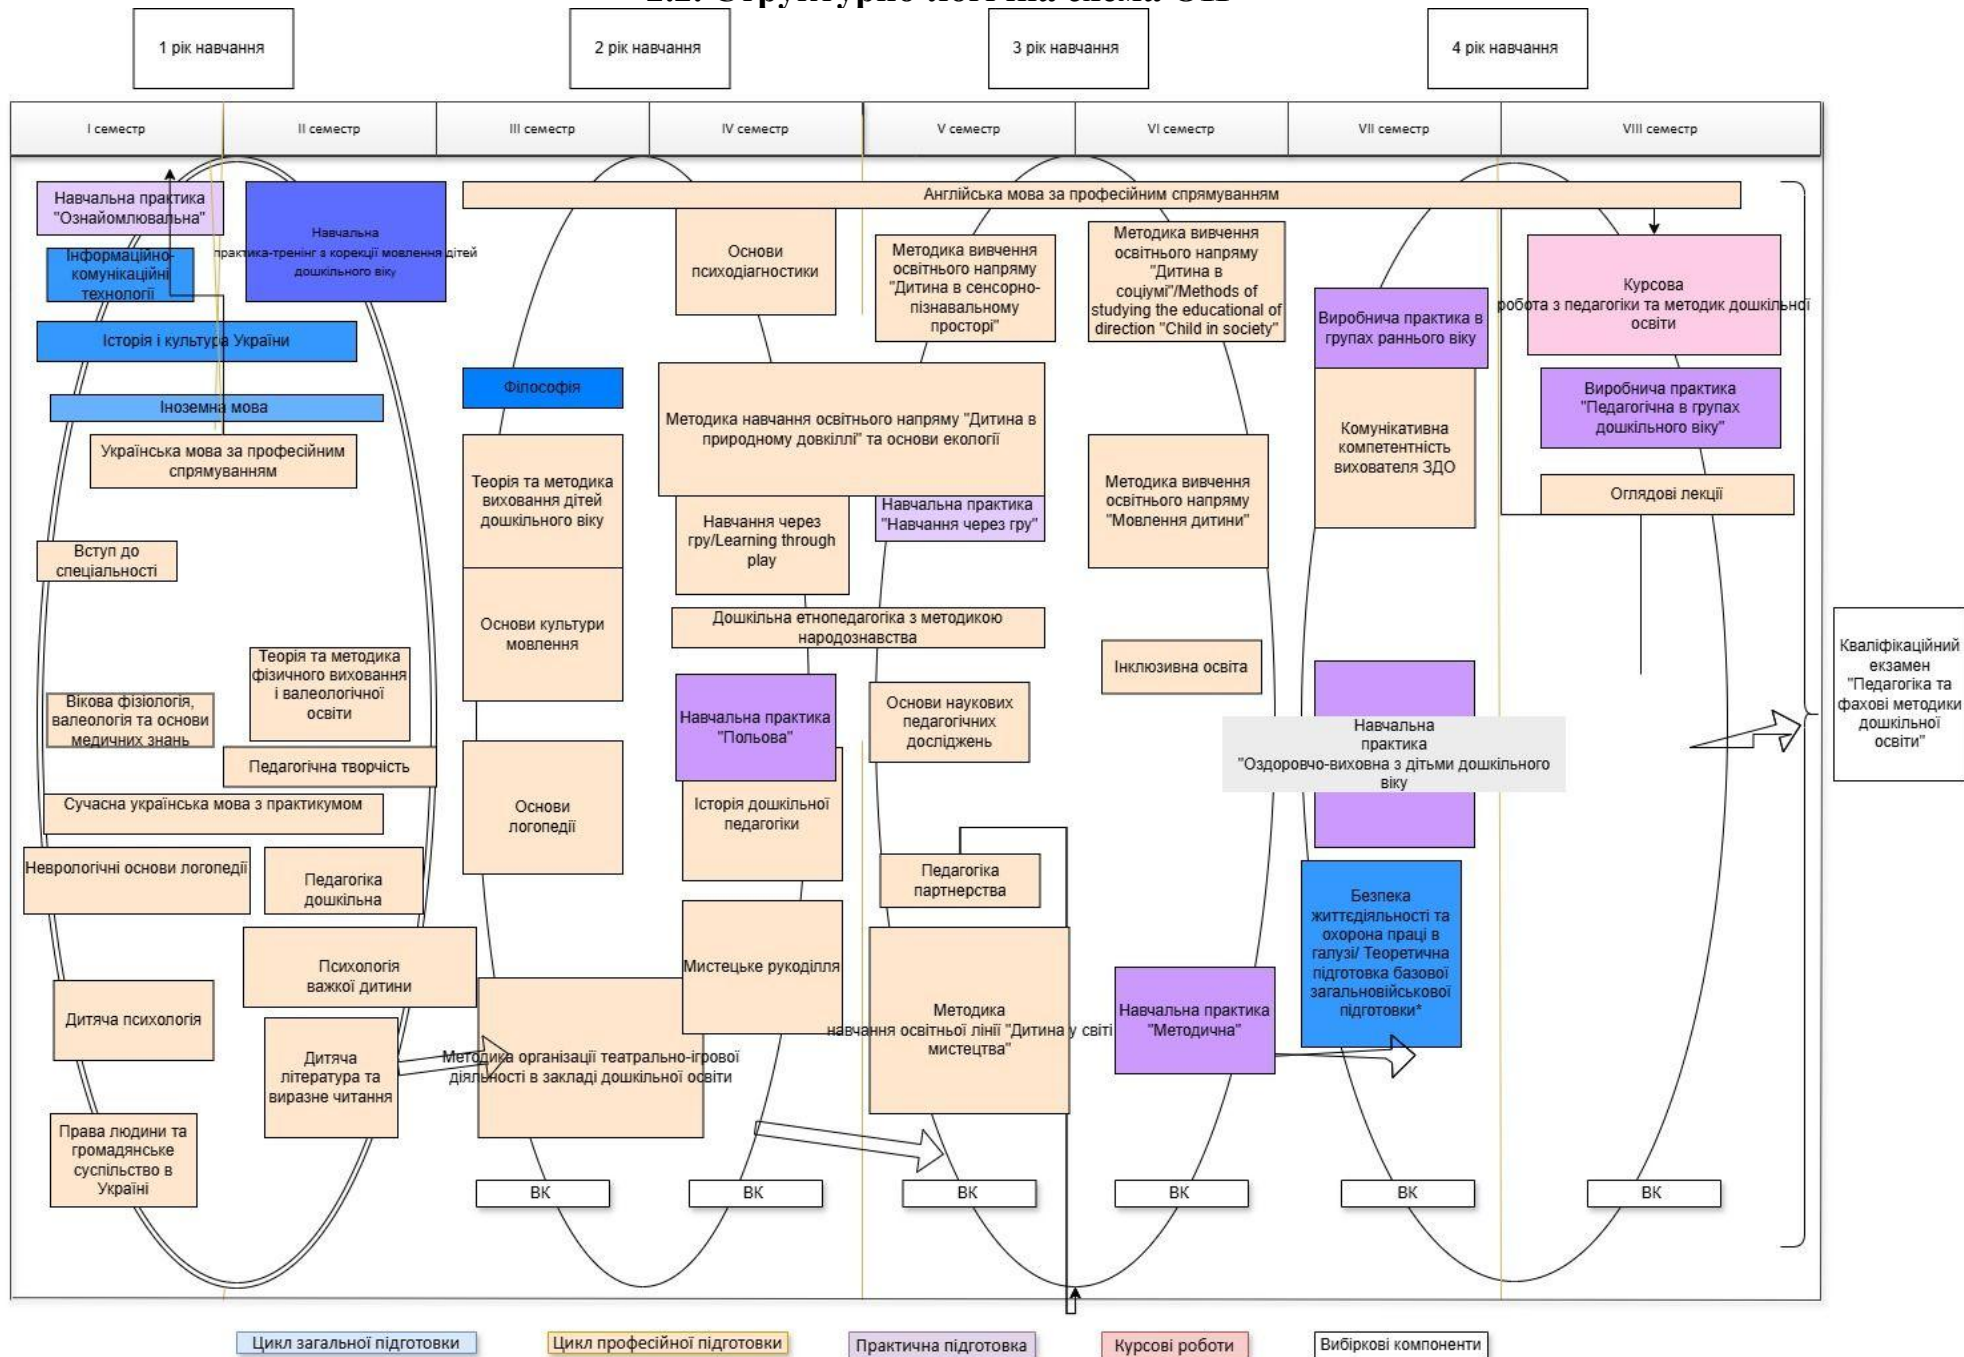 2.2. Структурно-логічна схема ОП
1 рік навчання
2 рік навчання
3 рік навчання
4 рік навчання
I семестр
II семестр
III семестр
IV семестр
V семестр
VI семестр
VII семестр
VIII семестр
Навчальна практика
"Ознайомлювальна"
Інформаційно-
комунікаційні
технології
Історія і культура України
Іноземна мова
Українська мова за професійним
спрямуванням
Вступ до
спеціальності
Вікова фізіологія,
валеологія та основи
медичних знань
Сучасна українська мова з практикумом
Неврологічні основи логопедії
Дитяча психологія
Права людини та
громадянське
суспільство в
Україні
Навчальна
практика-тренінг з корекції мовлення дітей
дошкільного віку
Теорія та методика
фізичного виховання
і валеологічної
освіти
Педагогічна творчість
Педагогіка
дошкільна
Психологія
важкої дитини
Дитяча
література та
виразне читання
Англійська мова за професійним спрямуванням
Філософія
Теорія та методика
виховання дітей
дошкільного віку
Основи культури
мовлення
Основи
логопедії
Методика організації театрально-ігрової
діяльності в закладі дошкільної освіти
ВК
Основи
психодіагностики
Методика навчання освітнього напряму "Дитина в
природному довкіллі" та основи екології
Навчання через
гру/Learning through
play
Дошкільна етнопедагогіка з методикою
народознавства
Навчальна практика
"Польова"
Історія дошкільної
педагогіки
Мистецьке рукоділля
ВК
Методика вивчення
освітнього напряму
"Дитина в сенсорно-
пізнавальному
просторі"
Навчальна практика
"Навчання через гру"
Основи наукових
педагогічних
досліджень
Педагогіка
партнерства
Методика
навчання освітньої лінії "Дитина у світі
мистецтва"
ВК
Методика вивчення
освітнього напряму
"Дитина в
соціумі"/Methods of
studying the educational of
direction "Child in society"
Методика вивчення
освітнього напряму
"Мовлення дитини"
Інклюзивна освіта
Навчальна практика
"Методична"
ВК
Виробнича практика в
групах раннього віку
Комунікативна
компетентність
вихователя ЗДО
Навчальна
практика
"Оздоровчо-виховна з дітьми дошкільного
віку
Безпека
життєдіяльності та
охорона праці в
галузі/ Теоретична
підготовка базової
загальновійськової
підготовки*
ВК
Курсова
робота з педагогіки та методик дошкільної
освіти
Виробнича практика
"Педагогічна в групах
дошкільного віку"
Оглядові лекції
ВК
Кваліфікаційний
екзамен
"Педагогіка та
фахові методики
дошкільної
освіти"
Цикл загальної підготовки
Цикл професійної підготовки
Практична підготовка
Курсові роботи
Вибіркові компоненти